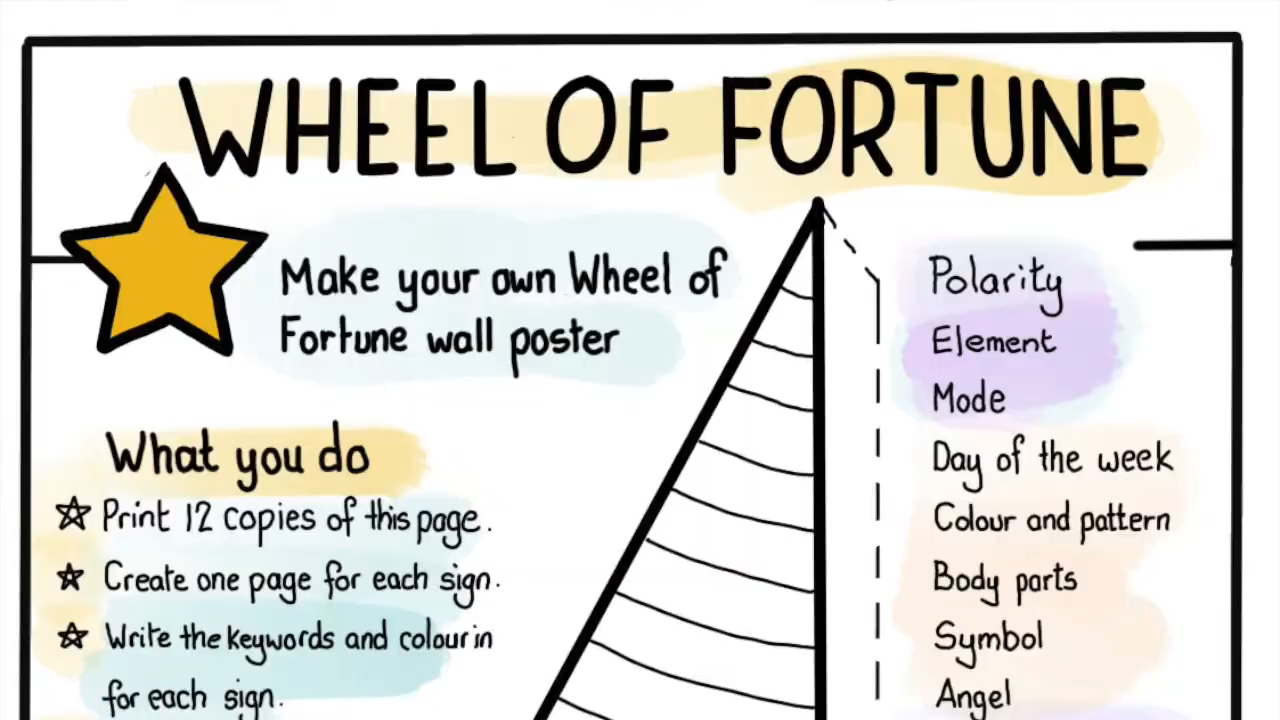 WHEEL OF FORTUNE
Make your own Wheel of
Fortune wall poster
What you do
Print 12 copies of this page.
Create one page for each sign.
Write the keywords and colour in
for each sign.
Polarity
Element
Mode
Day of the week
Colour and pattern
Body parts
Symbol
Angel